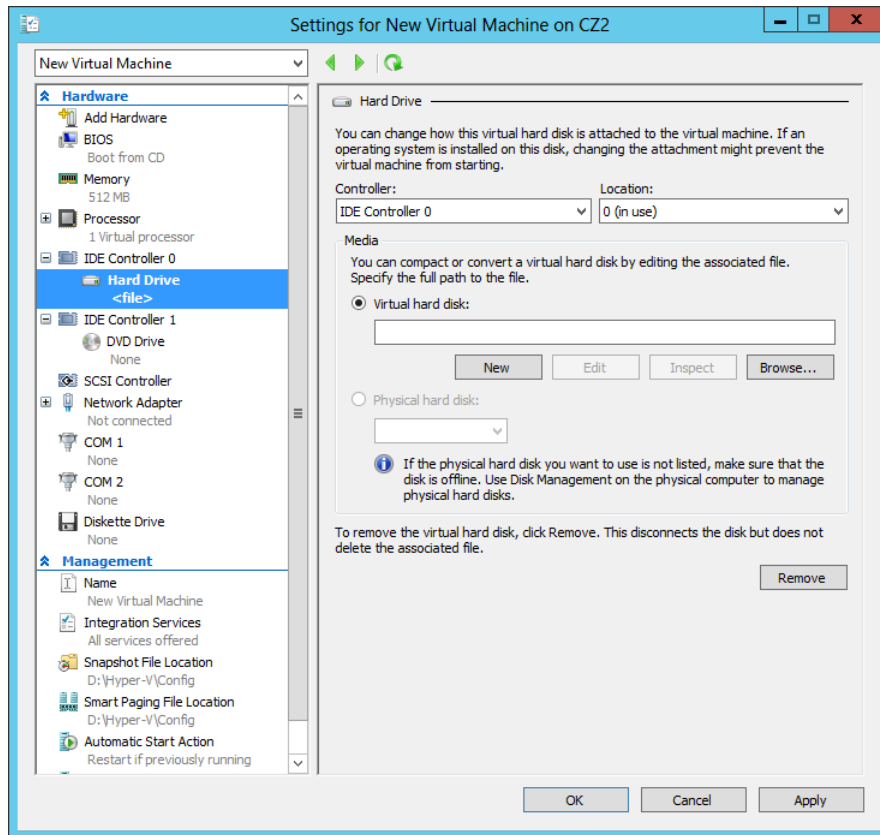 Settings for New Virtual Machine on CZ2
New Virtual Machine
Hardware
Add Hardware
BIOS
Boot from CD
Memory
512 MB
Processor
1 Virtual processor
IDE Controller 0
Hard Drive
<file>
IDE Controller 1
DVD Drive
None
SCSI Controller
Network Adapter
Not connected
COM 1
None
COM 2
None
Diskette Drive
None
Management
Name
New Virtual Machine
Integration Services
All services offered
Snapshot File Location
D:\Hyper-V\Config
Smart Paging File Location
D:\Hyper-V\Config
Automatic Start Action
Restart if previously running
Hard Drive
You can change how this virtual hard disk is attached to the virtual machine. If an
operating system is installed on this disk, changing the attachment might prevent the
virtual machine from starting.
Controller: Location:
IDE Controller 0 0 (in use)
Media
You can compact or convert a virtual hard disk by editing the associated file.
Specify the full path to the file.
Virtual hard disk:
New Edit Inspect Browse...
Physical hard disk:
If the physical hard disk you want to use is not listed, make sure that the
disk is offline. Use Disk Management on the physical computer to manage
physical hard disks.
To remove the virtual hard disk, click Remove. This disconnects the disk but does not
delete the associated file.
Remove
OK Cancel Apply